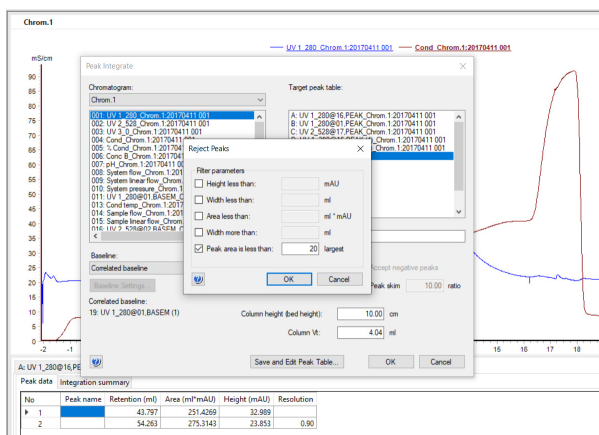 Chrom.1
UV 1_280_Chrom.1:20170411 001 Cond_Chrom.1:20170411 001
mS/cm
90
85
80
75
70
65
60
55
50
45
40
35
30
25
20
15
10
5
0
-2 -1 15 16 17 18
Peak Integrate
Chromatogram:
Chrom.1
001: UV 1_280_Chrom.1:20170411 001
002: UV 2_528_Chrom.1:20170411 001
003: UV 3_0_Chrom.1:20170411 001
004: Cond_Chrom.1:20170411 001
005: % Cond_Chrom.1:20170411 001
006: Conc B_Chrom.1:20170411 001
007: pH_Chrom.1:20170411 00
008: System flow_Chrom.1:
009: System linear flow_Chrom.
010: System pressure_Chrom.1
011: UV 1_280@01,BASEM_C
013: Cond temp_Chrom.1:2017
014: Sample flow_Chrom.1:20
015: Sample linear flow_Chrom.
016: UV 2_528@02,BASEM_C
Target peak table:
A: UV 1_280@16,PEAK_Chrom.1:20170411 001
B: UV 1_280@01,PEAK_Chrom.1:20170411 001
C: UV 2_528@17,PEAK_Chrom.1:20170411 001
Reject Peaks
Filter parameters
Height less than: mAU
Width less than: ml
Area less than: ml * mAU
Width more than: ml
Peak area is less than: 20 largest
OK Cancel
Baseline:
Correlated baseline
Baseline Settings...
Accept negative peaks
Peak skim 10.00 ratio
Correlated baseline:
19: UV 1_280@01,BASEM (1)
Column height (bed height): 10.00 cm
Column Vt: 4.04 ml
Save and Edit Peak Table... OK Cancel
A: UV 1_280@16,PE
Peak data Integration summary
No Peak name Retention (ml) Area (ml*mAU) Height (mAU) Resolution
1 43.797 251.4269 32.989
2 54.263 275.3143 23.853 0.90